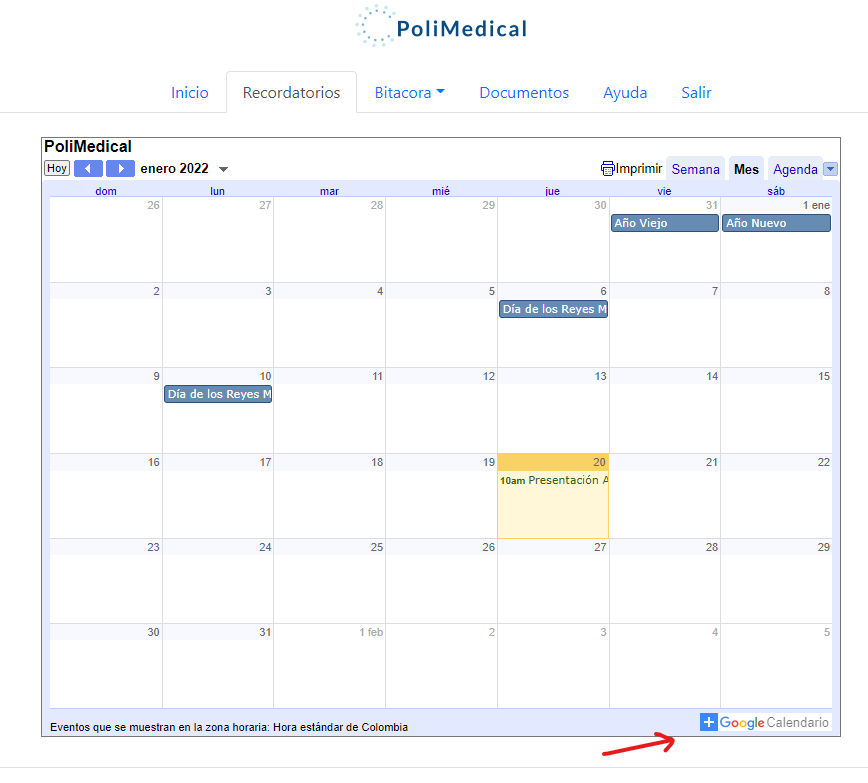 PoliMedical
Inicio Recordatorios Bitacora Documentos Ayuda Salir
PoliMedical
Hoy enero 2022 Imprimir Semana Mes Agenda
dom lun mar mié jue vie sáb
26 27 28 29 30 31 1 ene
Año Viejo Año Nuevo
2 3 4 5 6 7 8
Día de los Reyes M
9 10 11 12 13 14 15
Día de los Reyes M
16 17 18 19 20 21 22
10am Presentación A
23 24 25 26 27 28 29
30 31 1 feb 2 3 4 5
Eventos que se muestran en la zona horaria: Hora estándar de Colombia
+ Google Calendario